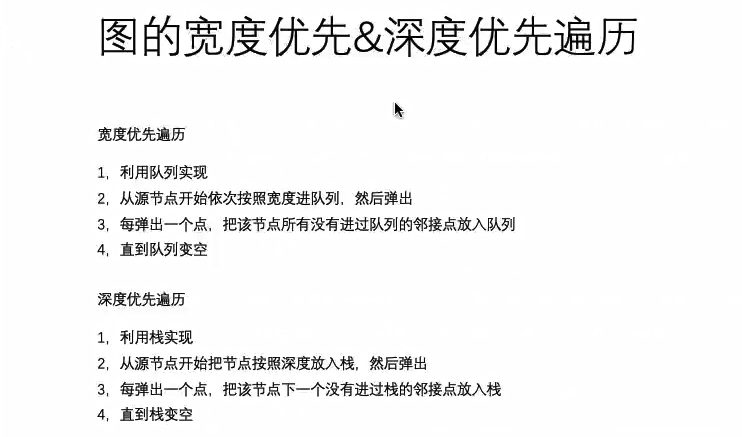 图的宽度优先&深度优先遍历
宽度优先遍历
1，利用队列实现
2，从源节点开始依次按照宽度进队列，然后弹出
3，每弹出一个点，把该节点所有没有进过队列的邻接点放入队列
4，直到队列变空
深度优先遍历
1，利用栈实现
2，从源节点开始把节点按照深度放入栈，然后弹出
3，每弹出一个点，把该节点下一个没有进过栈的邻接点放入栈
4，直到栈变空